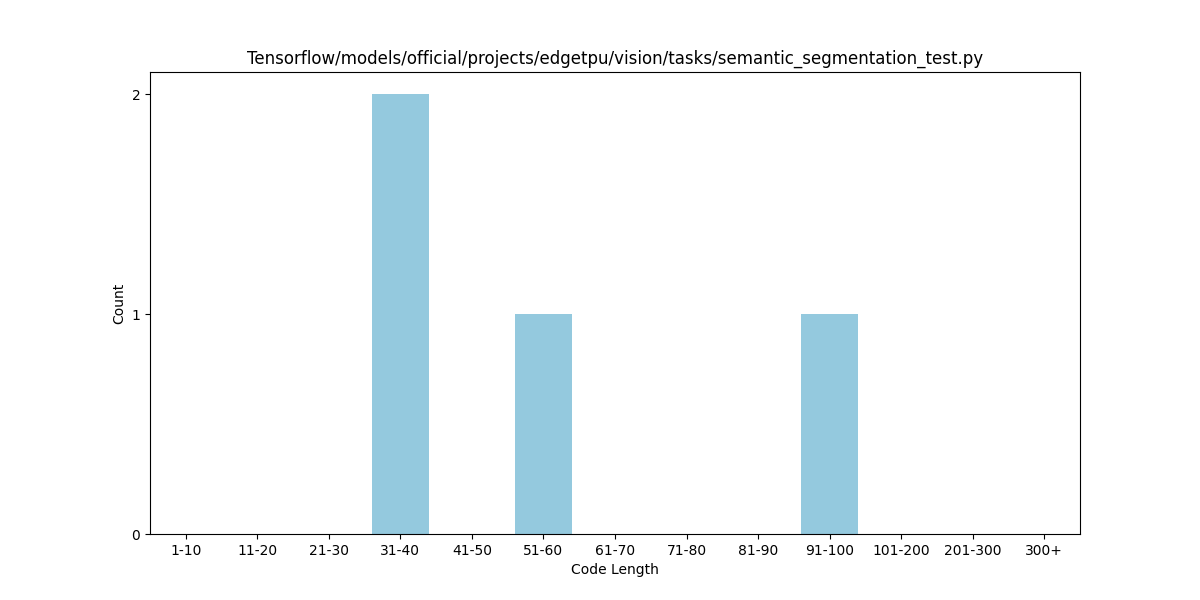 Tensorflow/models/official/projects/edgetpu/vision/tasks/semantic_segmentation_test.py
2
1
0
Count
1-10 11-20 21-30 31-40 41-50 51-60 61-70 71-80 81-90 91-100 101-200 201-300 300+
Code Length